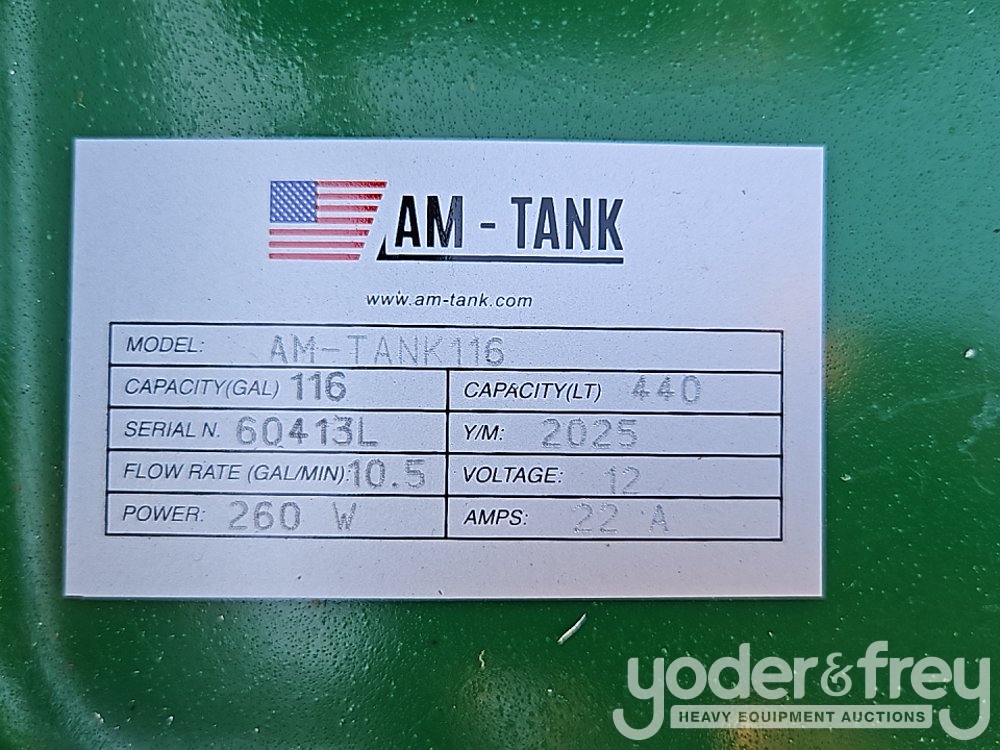 AM - TANK
www.am-tank.com
MODEL: AM-TANK116
CAPACITY(GAL) 116 CAPACITY(LT) 440
SERIAL N. 60413L Y/M: 2025
FLOW RATE (GAL/MIN): 10.5 VOLTAGE: 12
POWER: 260 W AMPS: 22 A
yoder&frey
HEAVY EQUIPMENT AUCTIONS